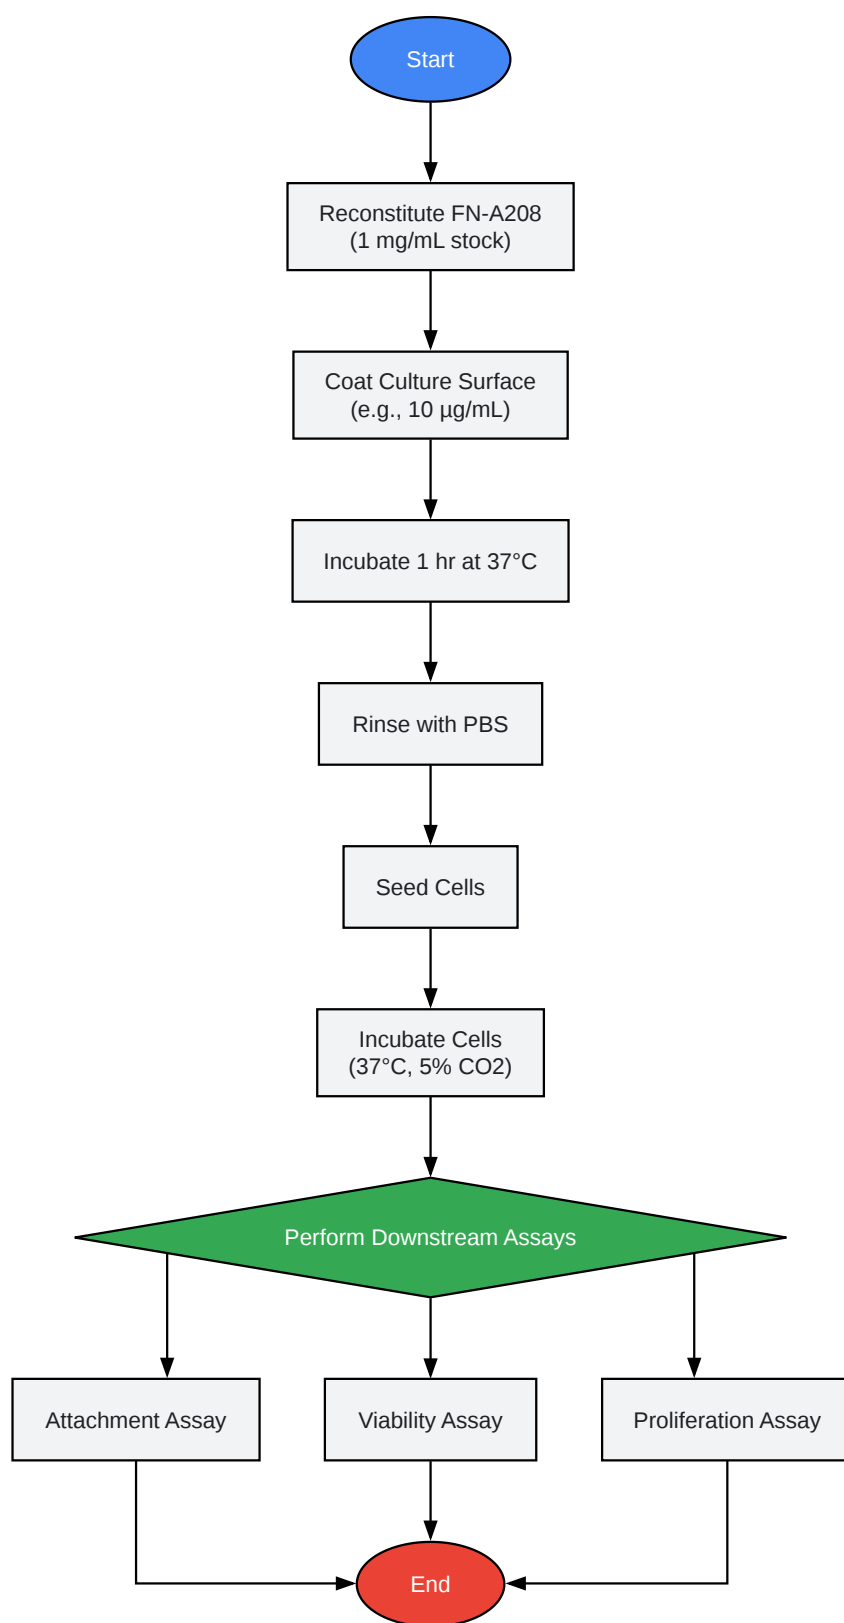 Start
Reconstitute FN-A208
(1 mg/mL stock)
Coat Culture Surface
(e.g., 10 µg/mL)
Incubate 1 hr at 37°C
Rinse with PBS
Seed Cells
Incubate Cells
(37°C, 5% CO2)
Perform Downstream Assays
Attachment Assay
Viability Assay
Proliferation Assay
End